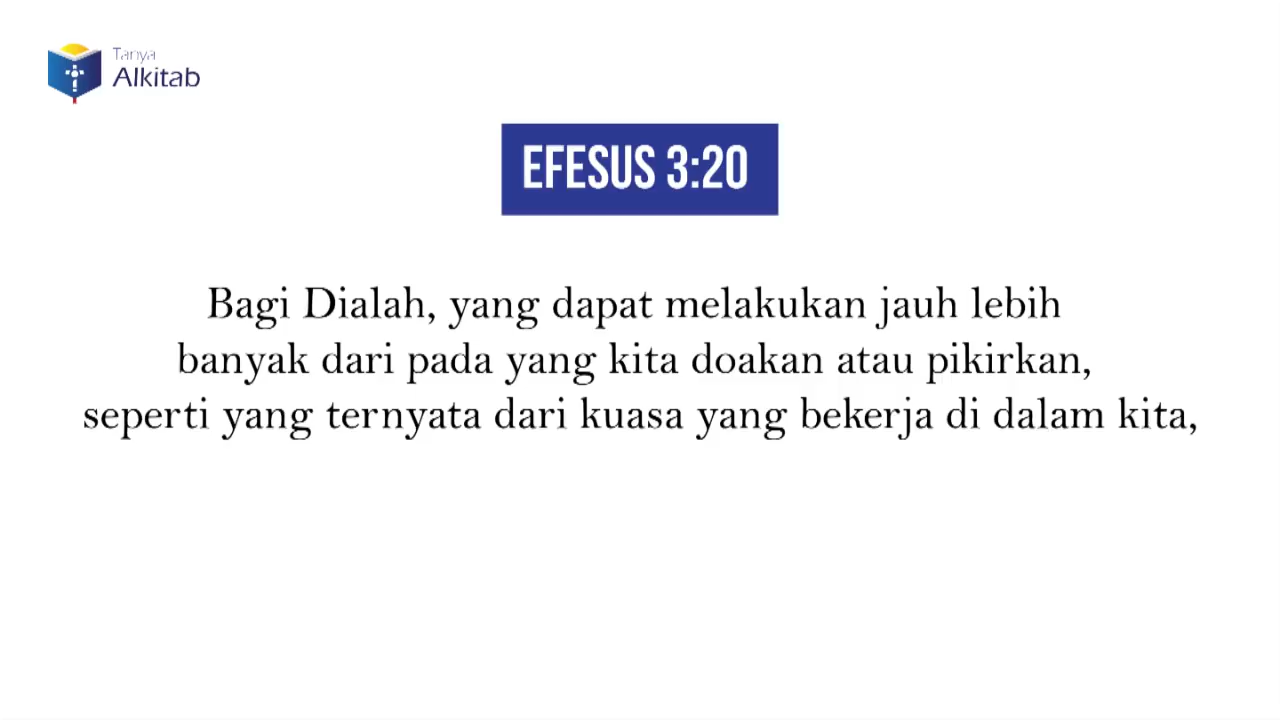 Tanya
Alkitab
EFESUS 3:20
Bagi Dialah, yang dapat melakukan jauh lebih
banyak dari pada yang kita doakan atau pikirkan,
seperti yang ternyata dari kuasa yang bekerja di dalam kita,